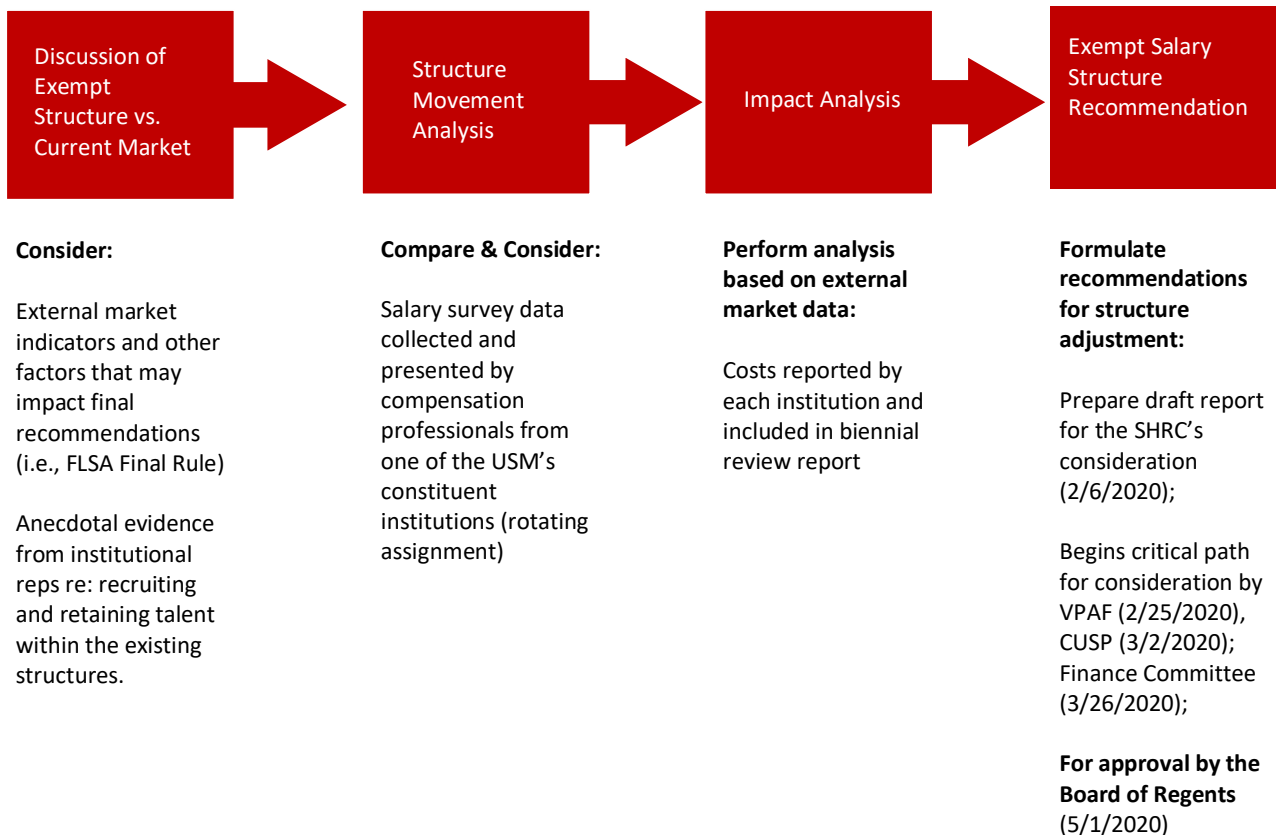 Discussion of
Exempt
Structure vs.
Current Market
Structure
Movement
Analysis
Impact Analysis
Exempt Salary
Structure
Recommendation
Consider:
External market
indicators and other
factors that may
impact final
recommendations
(i.e., FLSA Final Rule)
Anecdotal evidence
from institutional
reps re: recruiting
and retaining talent
within the existing
structures.
Compare & Consider:
Salary survey data
collected and
presented by
compensation
professionals from
one of the USM’s
constituent
institutions (rotating
assignment)
Perform analysis
based on external
market data:
Costs reported by
each institution and
included in biennial
review report
Formulate
recommendations
for structure
adjustment:
Prepare draft report
for the SHRC’s
consideration
(2/6/2020);
Begins critical path
for consideration by
VPAF (2/25/2020),
CUSP (3/2/2020);
Finance Committee
(3/26/2020);
For approval by the
Board of Regents
(5/1/2020)